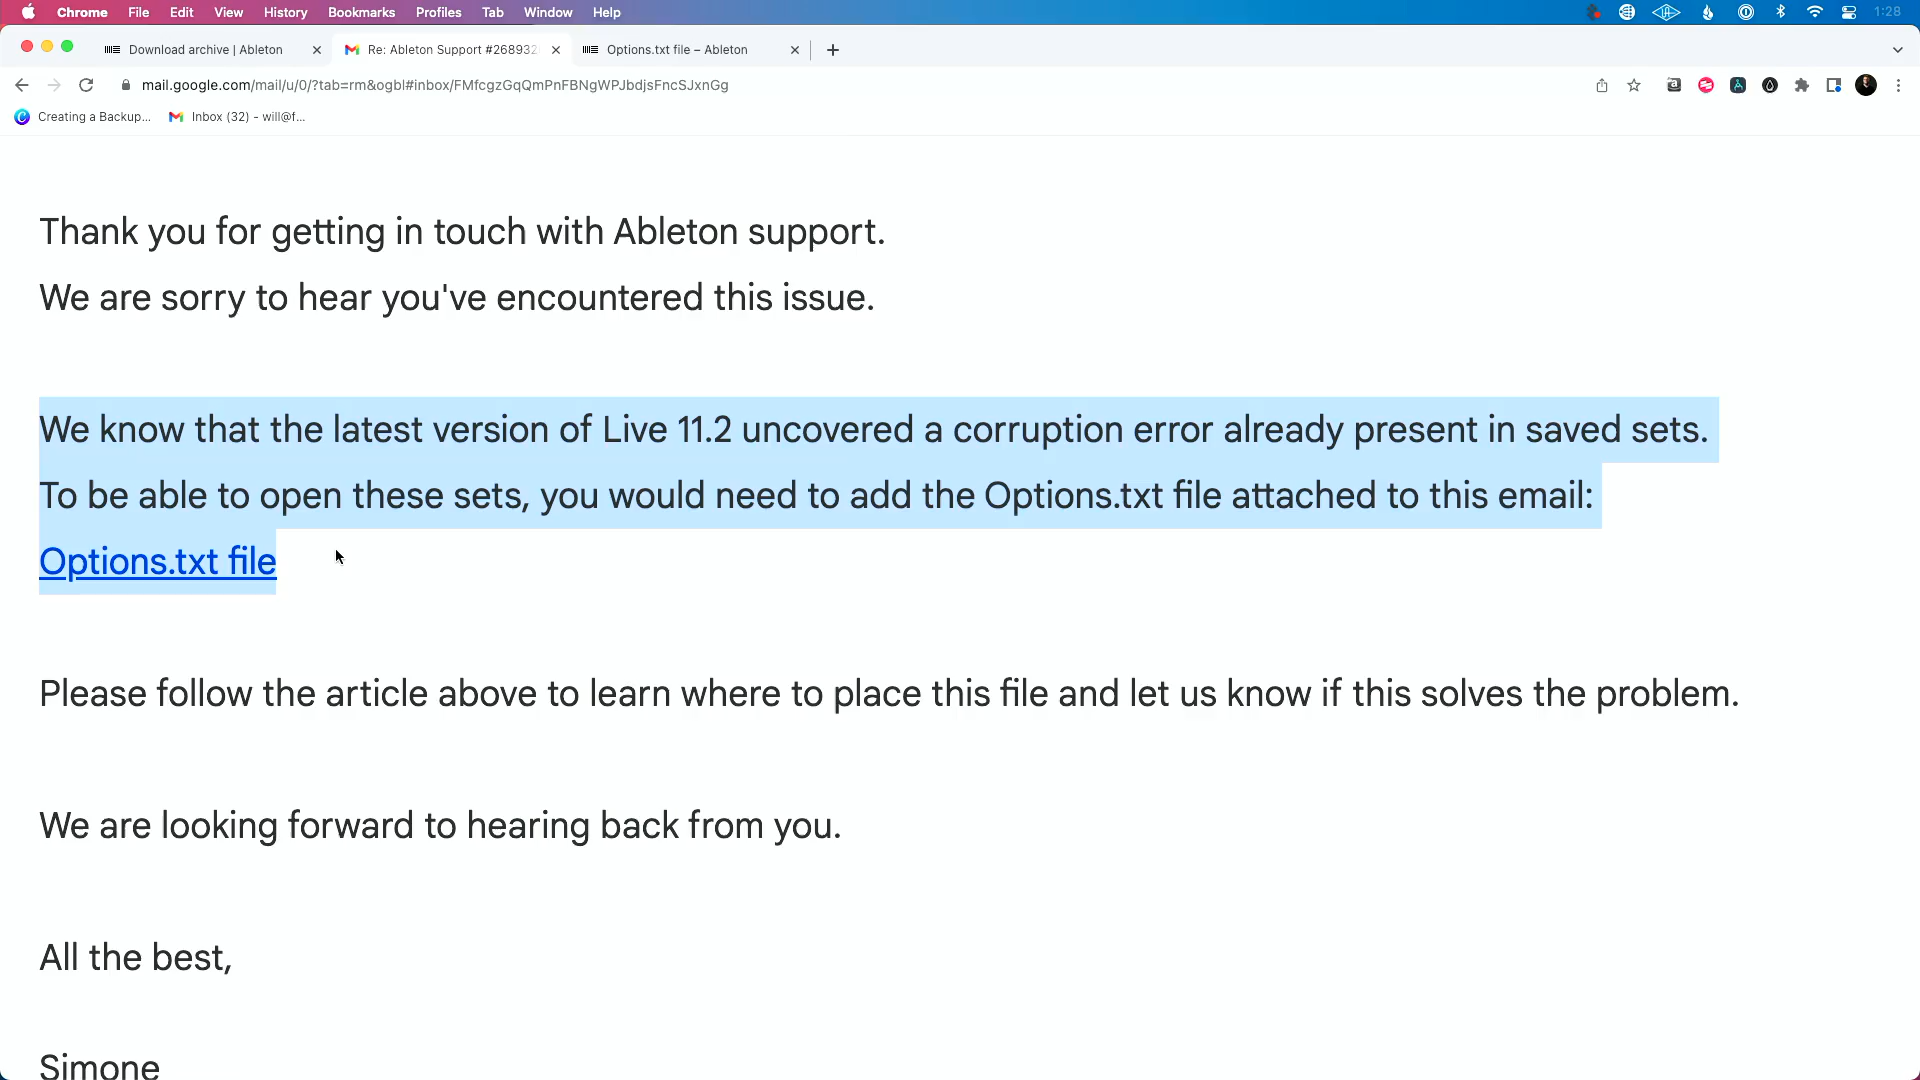 Chrome File Edit View History Bookmarks Profiles Tab Window Help 1:28
Download archive | Ableton Re: Ableton Support #268932 Options.txt file – Ableton
mail.google.com/mail/u/0/?tab=rm&ogbl#inbox/FMfcgzGqQmPnFBNgWPJbdjsFncSJxnGg
Creating a Backup... Inbox (32) - will@f...
Thank you for getting in touch with Ableton support.
We are sorry to hear you've encountered this issue.
We know that the latest version of Live 11.2 uncovered a corruption error already present in saved sets.
To be able to open these sets, you would need to add the Options.txt file attached to this email:
Options.txt file
Please follow the article above to learn where to place this file and let us know if this solves the problem.
We are looking forward to hearing back from you.
All the best,
Simone